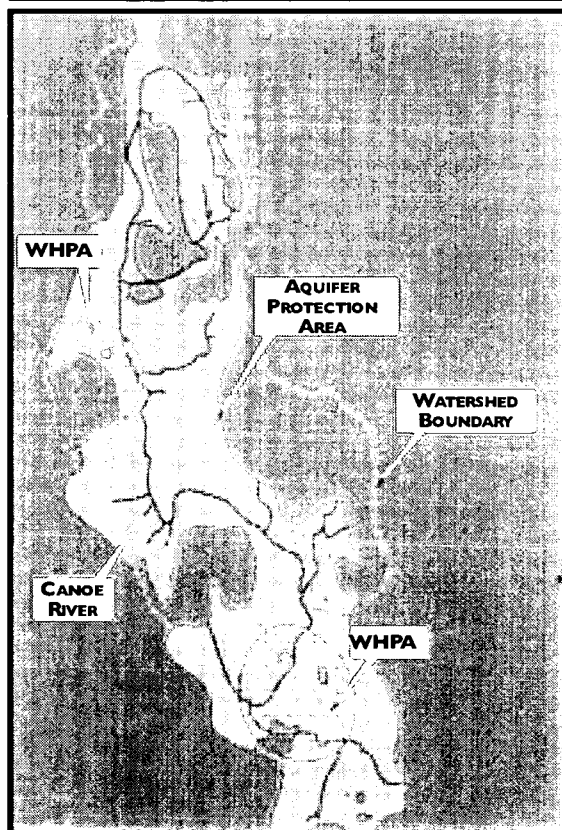 WHPA
AQUIFER
PROTECTION
AREA
WATERSHED
BOUNDARY
CANOE
RIVER
WHPA